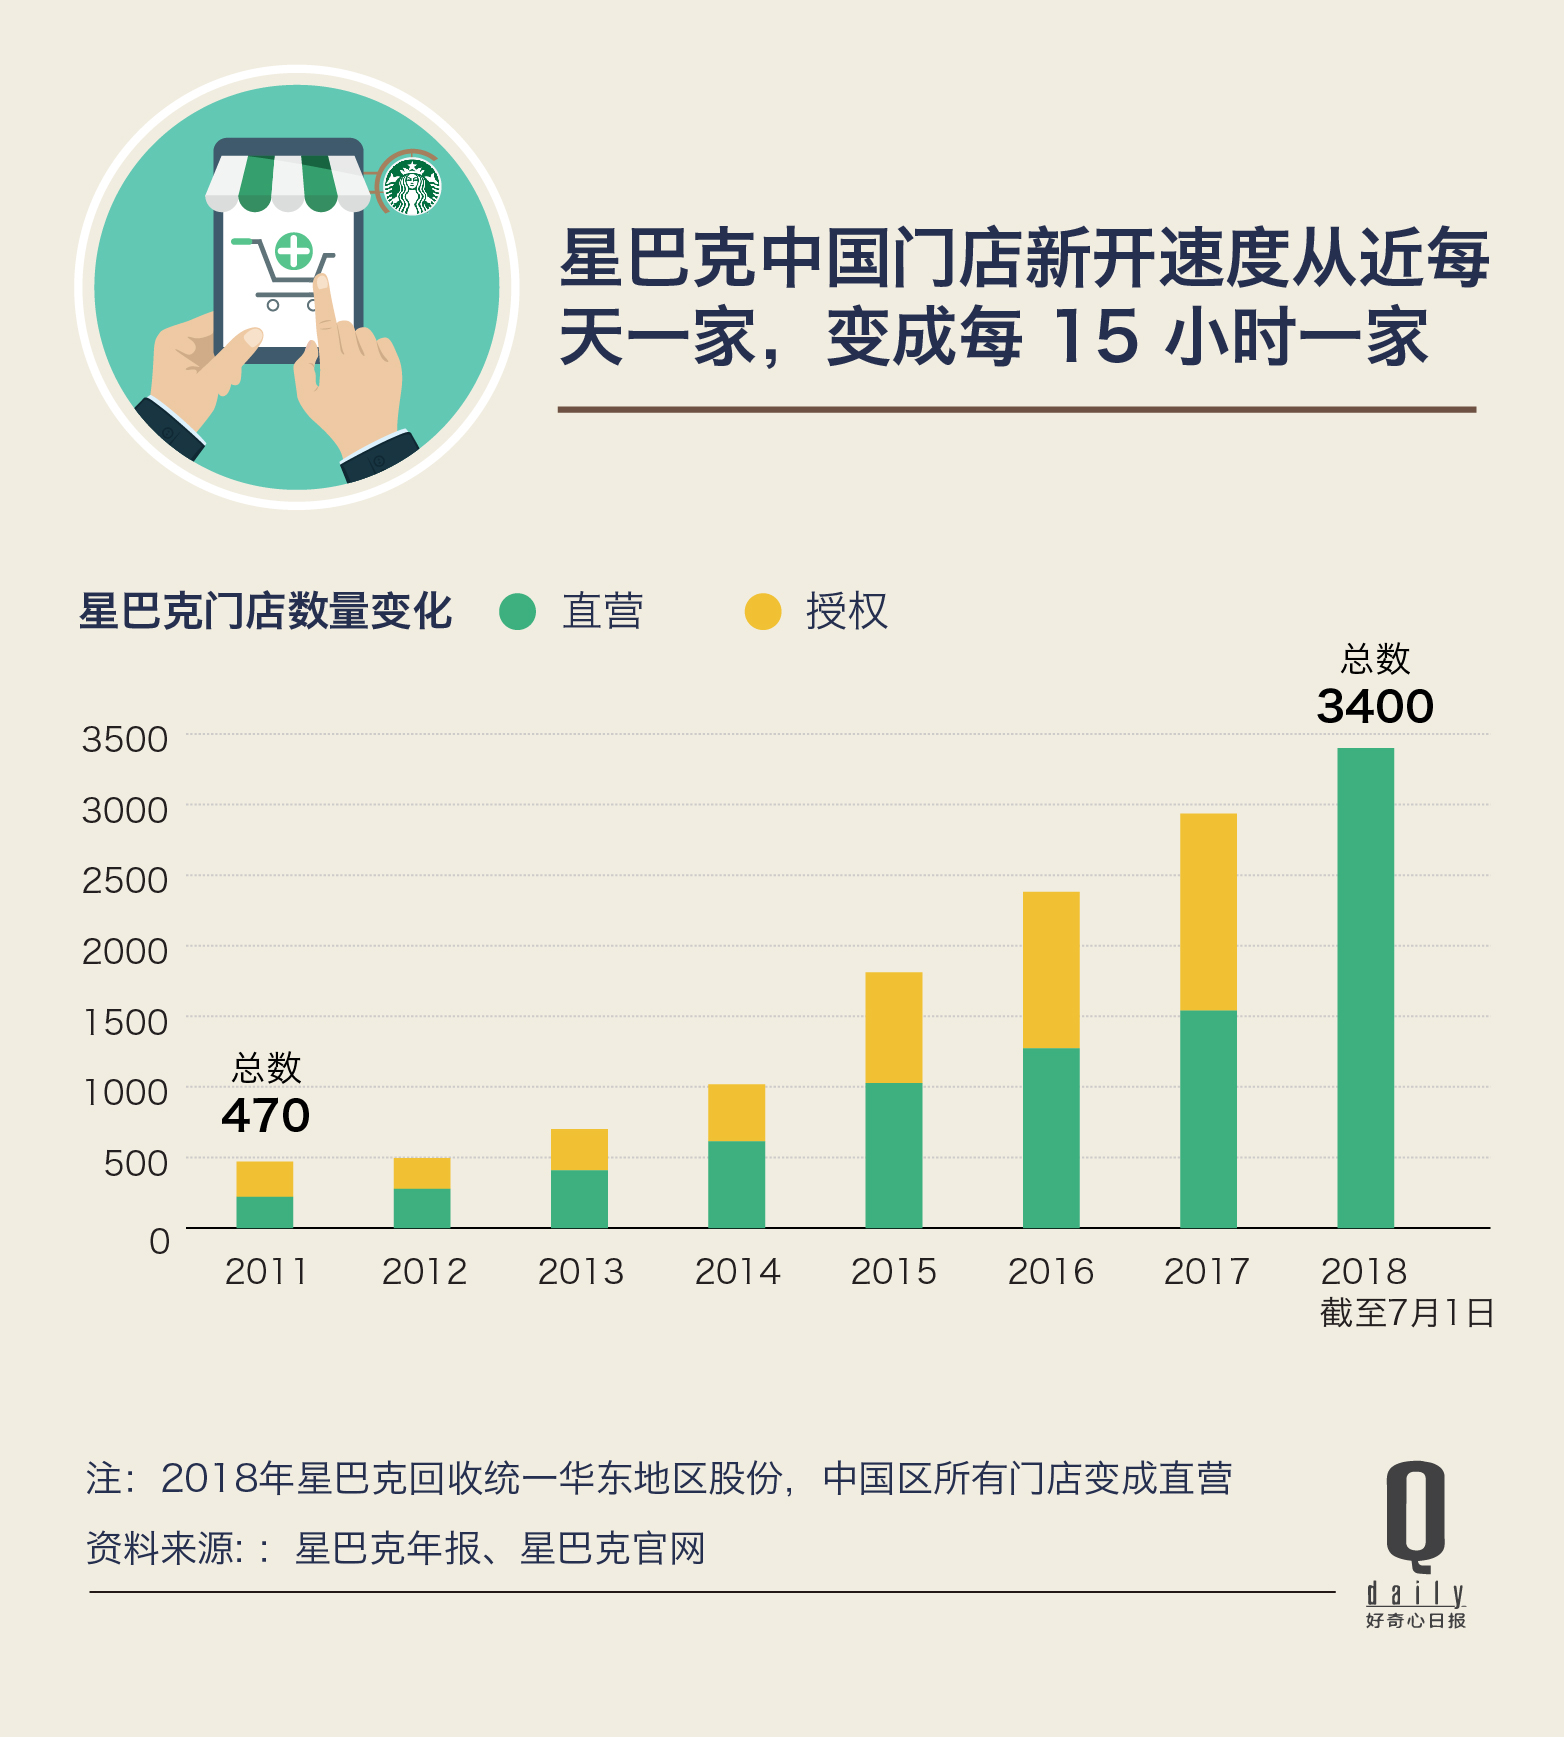 星巴克中国门店新开速度从近每
天一家，变成每 15 小时一家
星巴克门店数量变化 直营 授权
总数
3400
3500
3000
2500
2000
1500
总数
1000
470
500
0
2011 2012 2013 2014 2015 2016 2017 2018
截至7月1日
注：2018年星巴克回收统一华东地区股份，中国区所有门店变成直营
资料来源:：星巴克年报、星巴克官网
Q
daily
好奇心日报